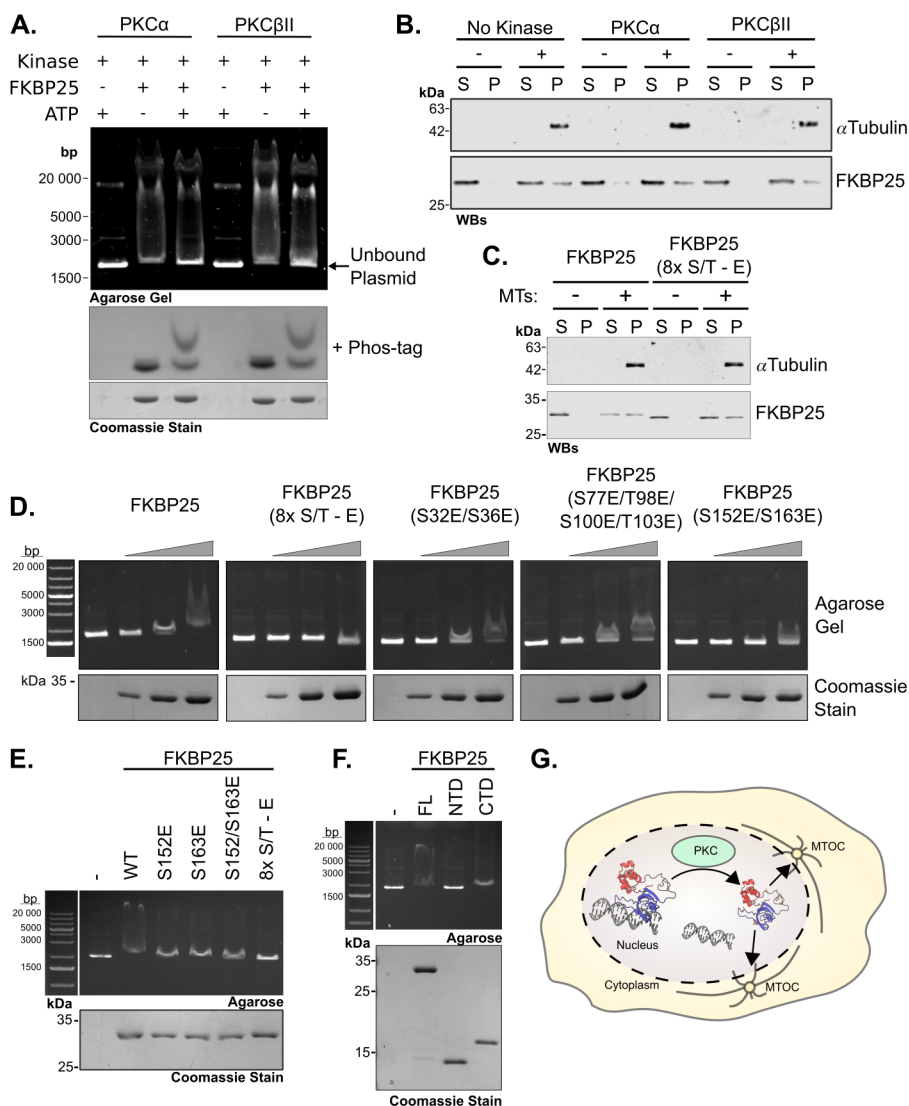 A.
PKCα PKCβII
Kinase + + + + + +
FKBP25 - + + - + +
ATP + - + + - +
bp
20 000
5000
3000
1500
Unbound
Plasmid
Agarose Gel
+ Phos-tag
Coomassie Stain
B.
No Kinase PKCα PKCβII
- + - + - +
S P S P S P S P S P S P
kDa
63-
42-
αTubulin
FKBP25
25-
WBs
C.
FKBP25 FKBP25
(8x S/T - E)
MTs: - + - +
S P S P S P S P
kDa
63-
42-
αTubulin
35-
FKBP25
25-
WBs
D.
FKBP25
FKBP25
(8x S/T - E)
FKBP25
(S32E/S36E)
FKBP25
(S77E/T98E/
S100E/T103E)
FKBP25
(S152E/S163E)
bp
20 000
5000
3000
1500
Agarose
Gel
kDa 35 -
Coomassie
Stain
E.
FKBP25
- WT S152E S163E S152/S163E 8x S/T - E
bp
20 000
5000
3000
1500
Agarose
kDa
35-
25-
Coomassie Stain
F.
FKBP25
- FL NTD CTD
bp
20 000
5000
3000
1500
Agarose
kDa
35-
25-
15-
Coomassie Stain
G.
PKC
MTOC
Nucleus
Cytoplasm
MTOC